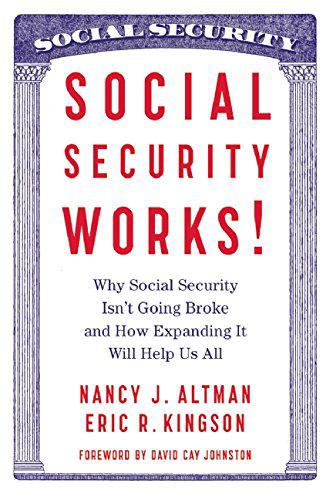 SOCIAL SECURITY
SOCIAL
SECURITY
WORKS!
Why Social Security
Isn't Going Broke
and How Expanding It
Will Help Us All
NANCY J. ALTMAN
ERIC R. KINGSON
FOREWORD BY DAVID CAY JOHNSTON